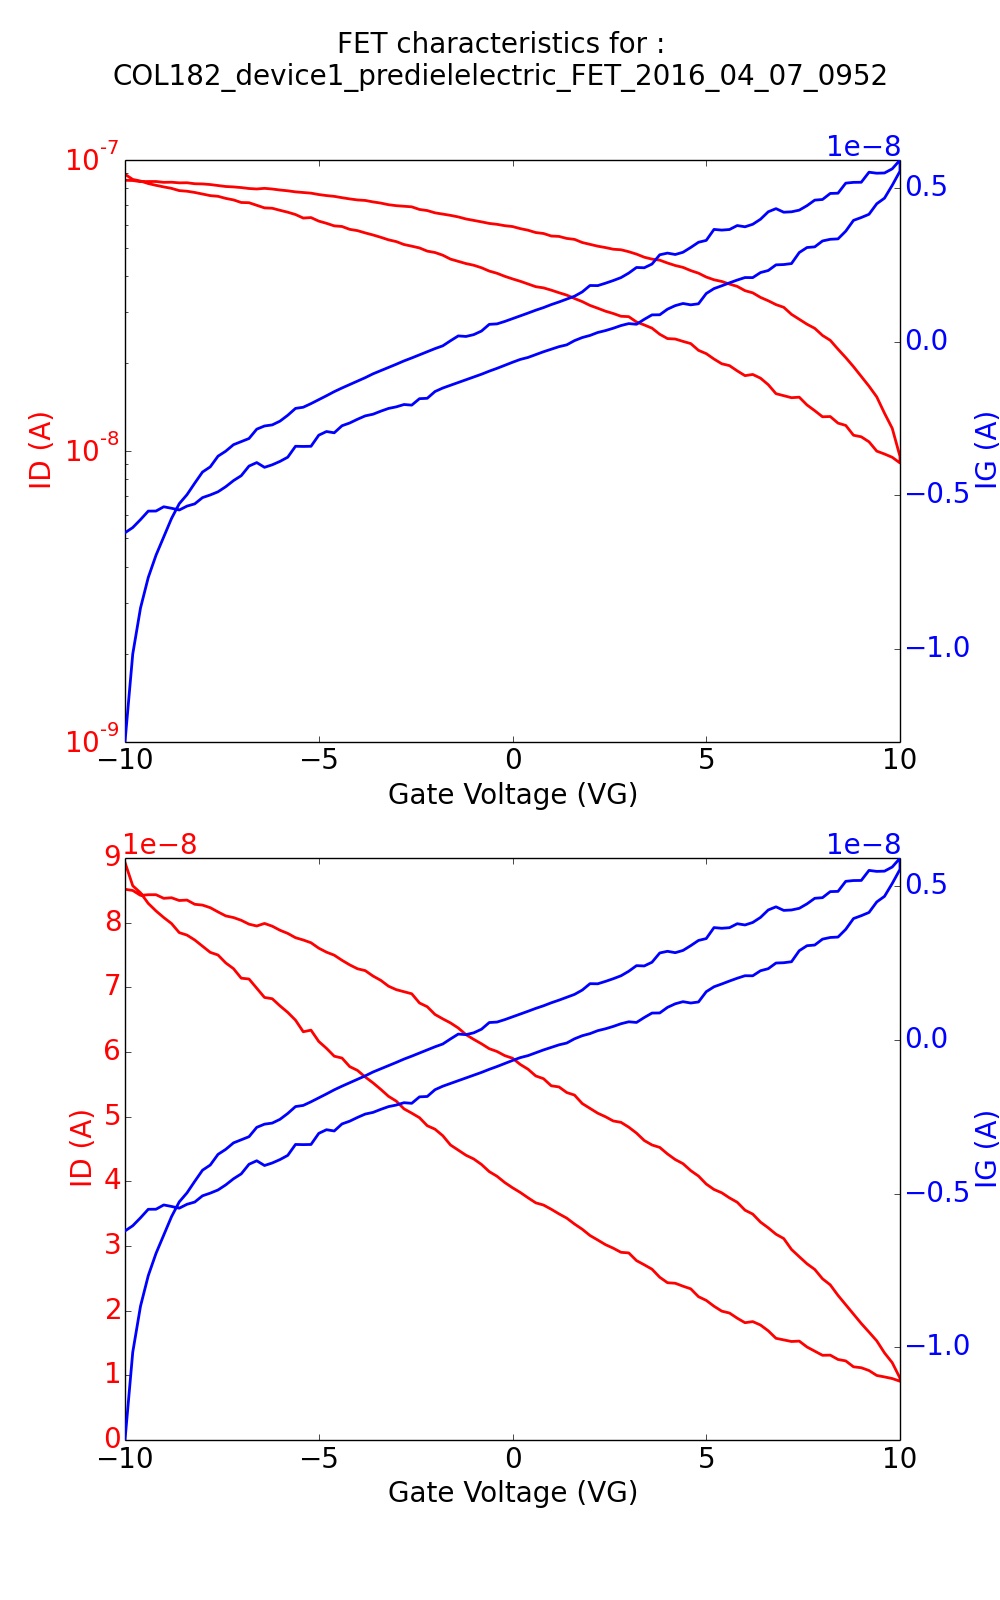 FET characteristics for :
COL182_device1_predielelectric_FET_2016_04_07_0952
1e−8
10-7
10-8
10-9
ID (A)
0.5
0.0
−0.5
−1.0
IG (A)
−10 −5 0 5 10
Gate Voltage (VG)
1e−8
1e−8
9
8
7
6
5
4
3
2
1
0
ID (A)
0.5
0.0
−0.5
−1.0
IG (A)
−10 −5 0 5 10
Gate Voltage (VG)